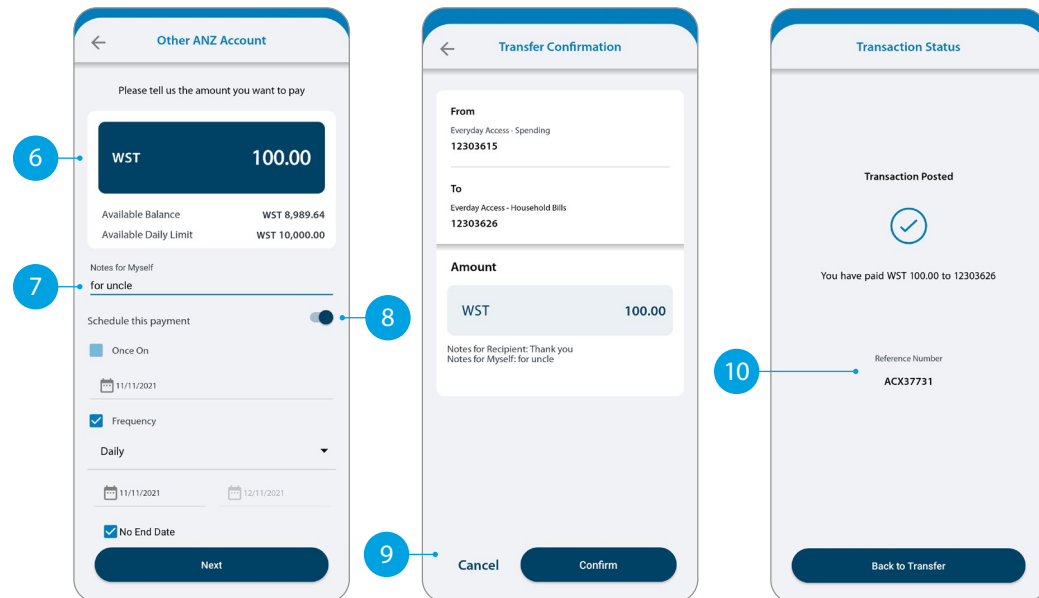 Other ANZ Account
Please tell us the amount you want to pay
6
WST 100.00
Available Balance WST 8,989.64
Available Daily Limit WST 10,000.00
Notes for Myself
7
for uncle
Schedule this payment
8
Once On
11/11/2021
Frequency
Daily
11/11/2021 12/11/2021
No End Date
Next
Transfer Confirmation
From
Everyday Access - Spending
12303615
To
Everday Access - Household Bills
12303626
Amount
WST 100.00
Notes for Recipient: Thank you
Notes for Myself: for uncle
9
Cancel Confirm
Transaction Status
Transaction Posted
You have paid WST 100.00 to 12303626
10
Reference Number
ACX37731
Back to Transfer